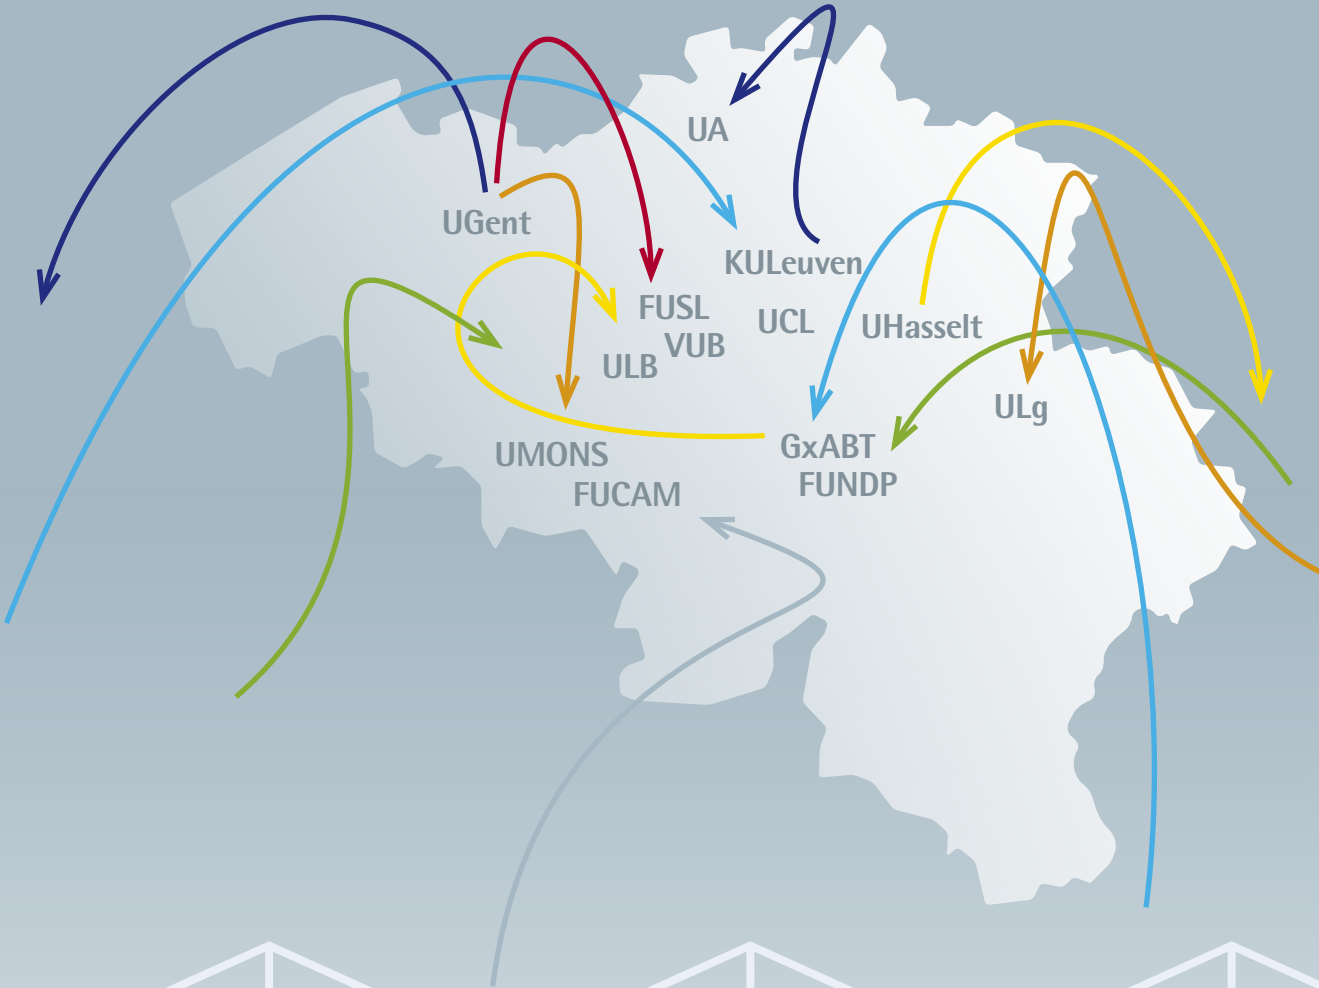 UA
UGent
KULeuven
FUSL
UCL
UHasselt
VUB
ULB
ULg
GxABT
UMONS
FUNDP
FUCAM